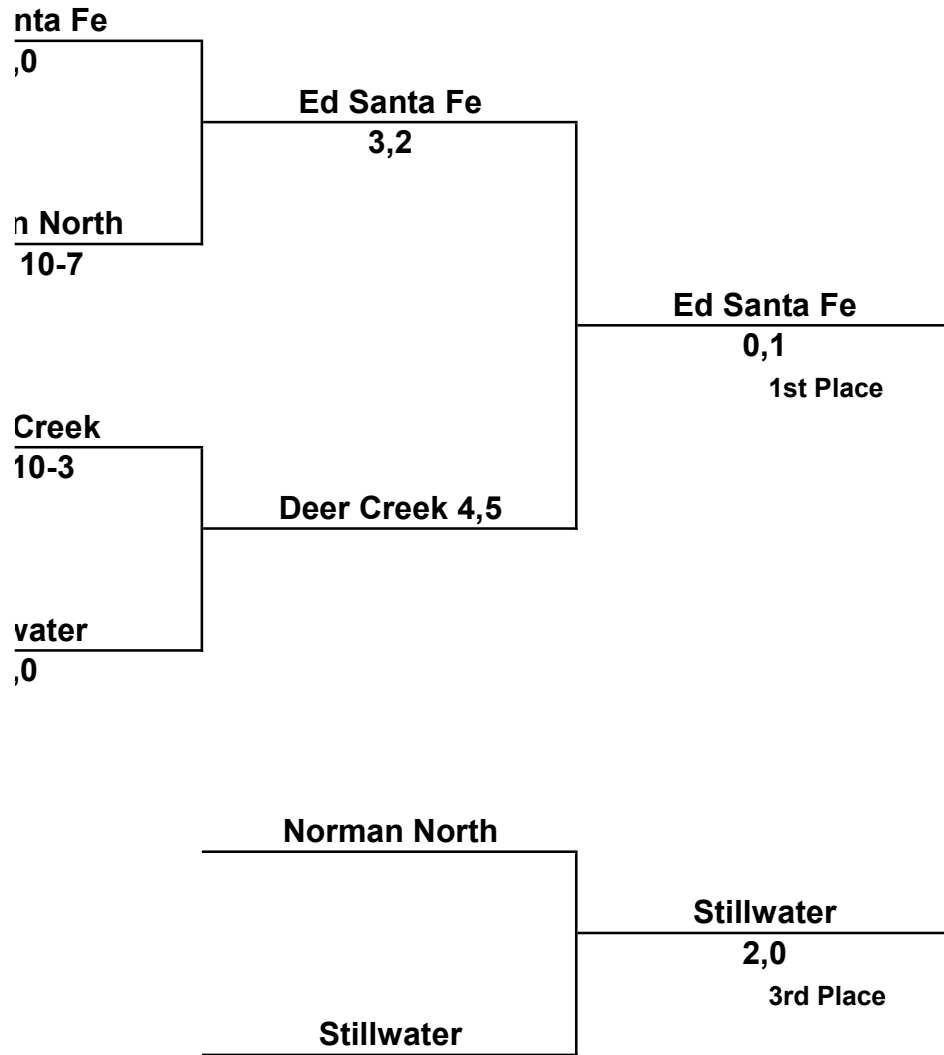 nta Fe
,0
Ed Santa Fe
3,2
n North
10-7
Ed Santa Fe
0,1
1st Place
Creek
10-3
Deer Creek 4,5
water
,0
Norman North
Stillwater
2,0
3rd Place
Stillwater